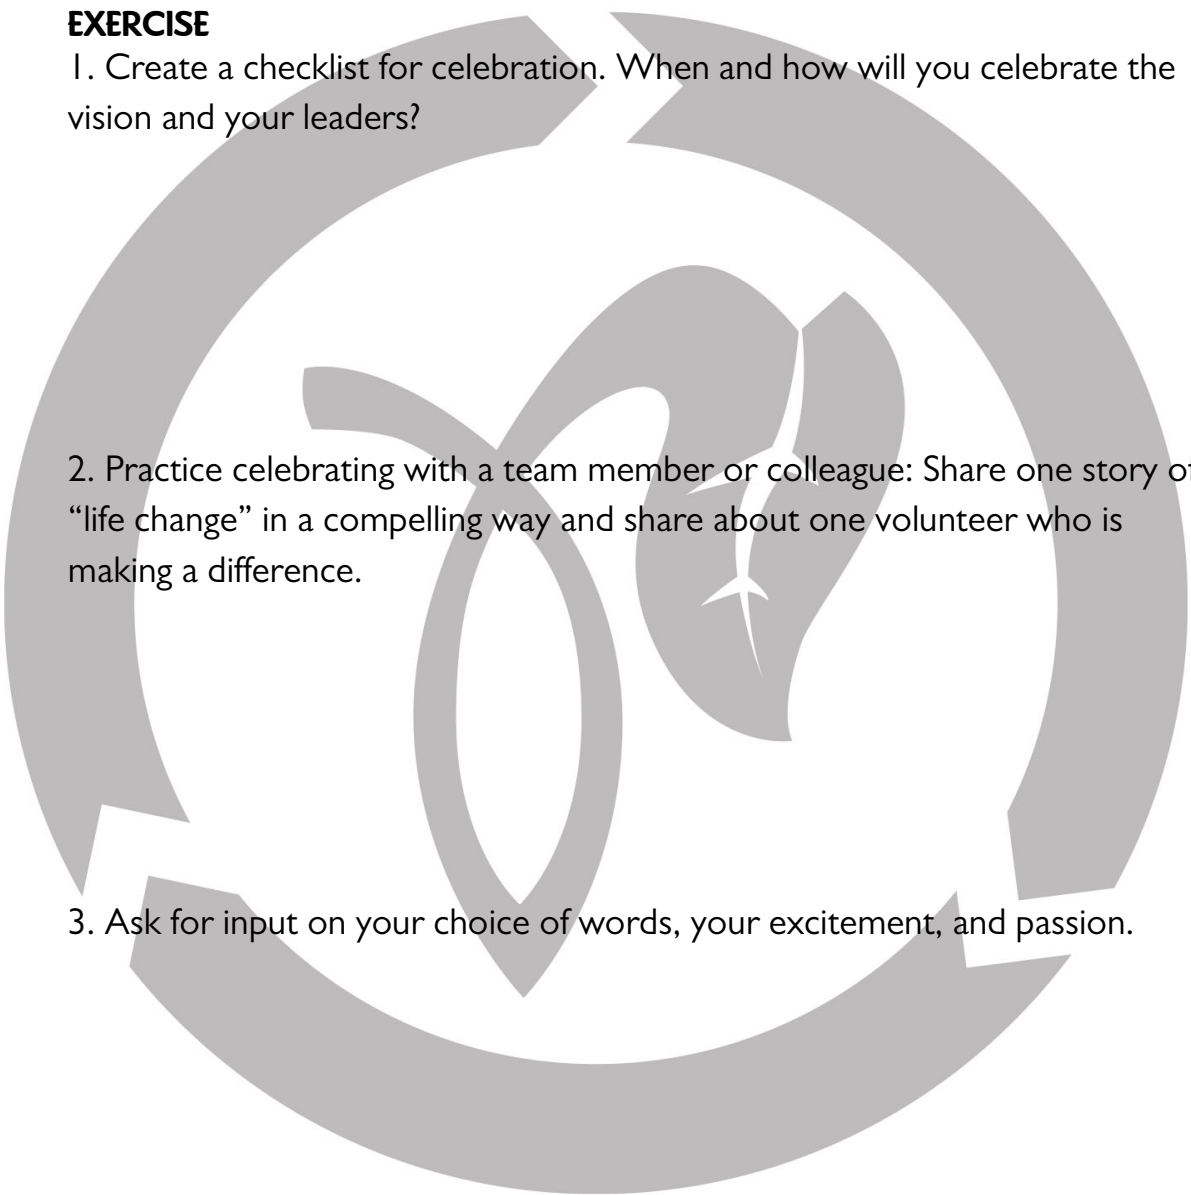 EXERCISE
1. Create a checklist for celebration. When and how will you celebrate the
vision and your leaders?
2. Practice celebrating with a team member or colleague: Share one story of
“life change” in a compelling way and share about one volunteer who is
making a difference.
3. Ask for input on your choice of words, your excitement, and passion.